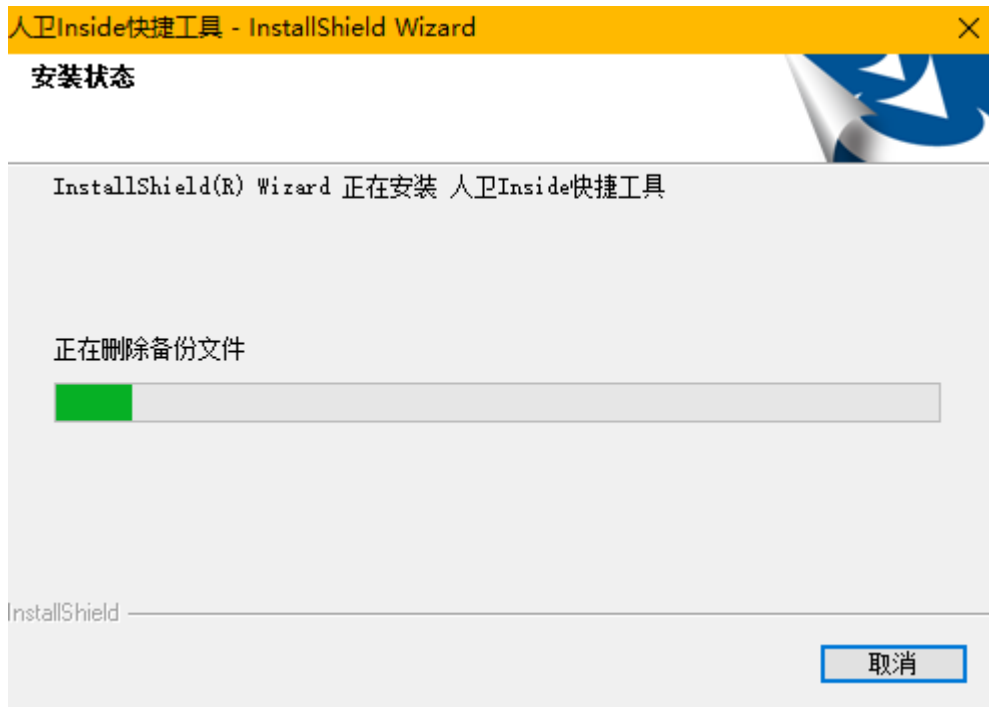 人卫Inside快捷工具 - InstallShield Wizard
安装状态
InstallShield(R) Wizard 正在安装 人卫Inside快捷工具
正在删除备份文件
InstallShield
取消